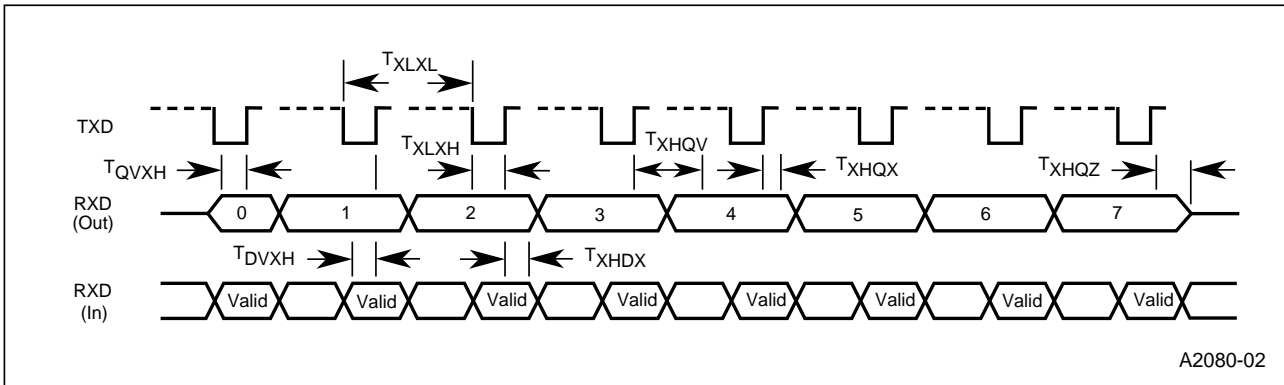 TXLXL
TXD
TXLXH
TXHQV
TQVXH
TXHQX
TXHQZ
RXD
(Out)
0 1 2 3 4 5 6 7
TDVXH
TXHDX
RXD
(In)
Valid Valid Valid Valid Valid Valid Valid Valid
A2080-02